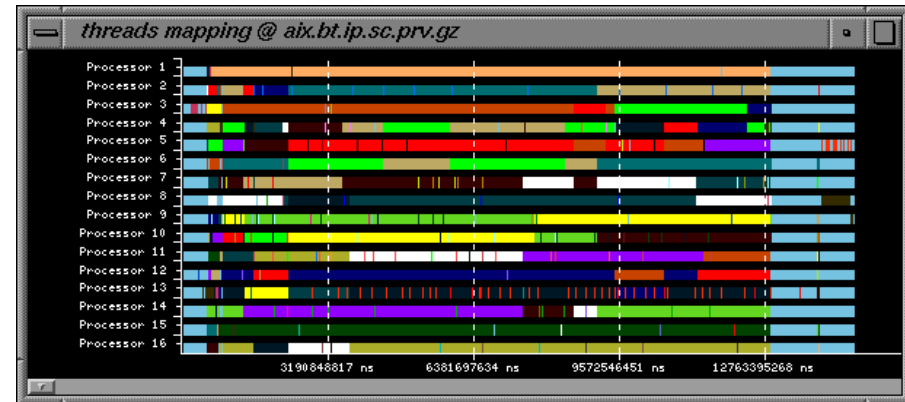 threads mapping @ aix.bt.ip.sc.prv.gz
Processor 1
Processor 2
Processor 3
Processor 4
Processor 5
Processor 6
Processor 7
Processor 8
Processor 9
Processor 10
Processor 11
Processor 12
Processor 13
Processor 14
Processor 15
Processor 16
3190848817 ns 6381697634 ns 9572546451 ns 12763395268 ns